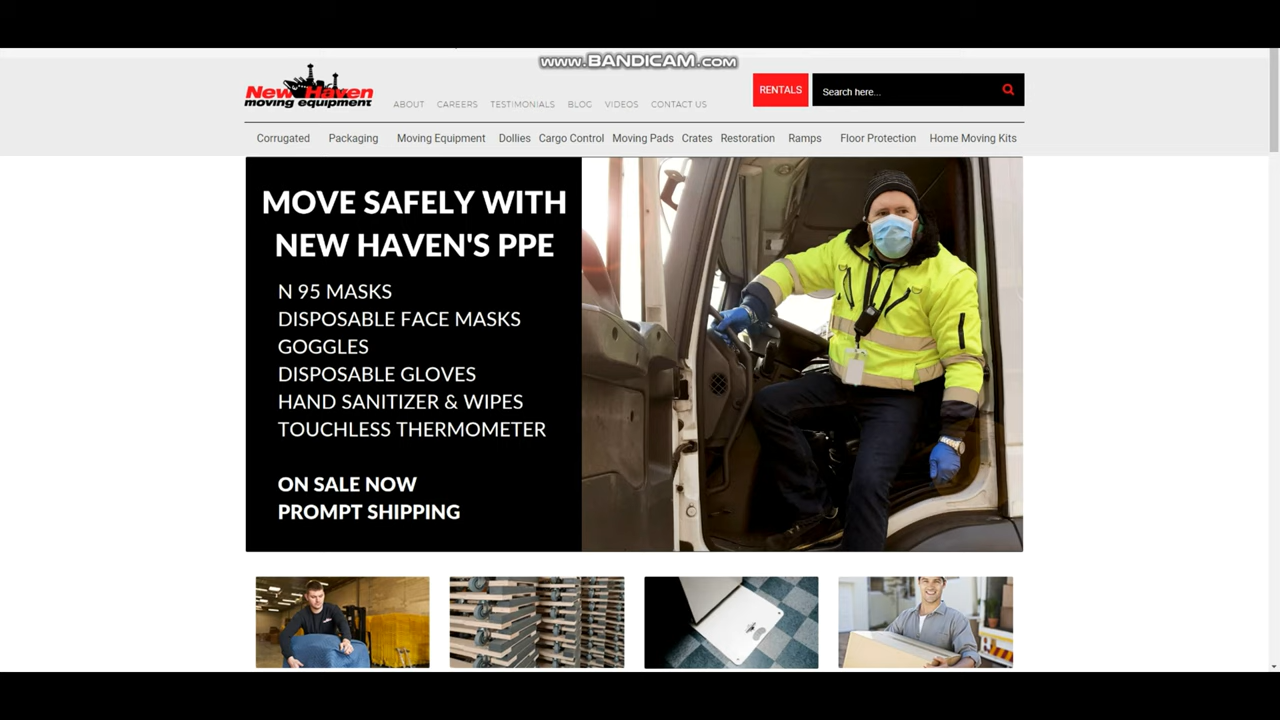 www.BANDICAM.com
New Haven
moving equipment
ABOUT CAREERS TESTIMONIALS BLOG VIDEOS CONTACT US
RENTALS
Search here...
Corrugated Packaging Moving Equipment Dollies Cargo Control Moving Pads Crates Restoration Ramps Floor Protection Home Moving Kits
MOVE SAFELY WITH
NEW HAVEN'S PPE
N 95 MASKS
DISPOSABLE FACE MASKS
GOGGLES
DISPOSABLE GLOVES
HAND SANITIZER & WIPES
TOUCHLESS THERMOMETER
ON SALE NOW
PROMPT SHIPPING